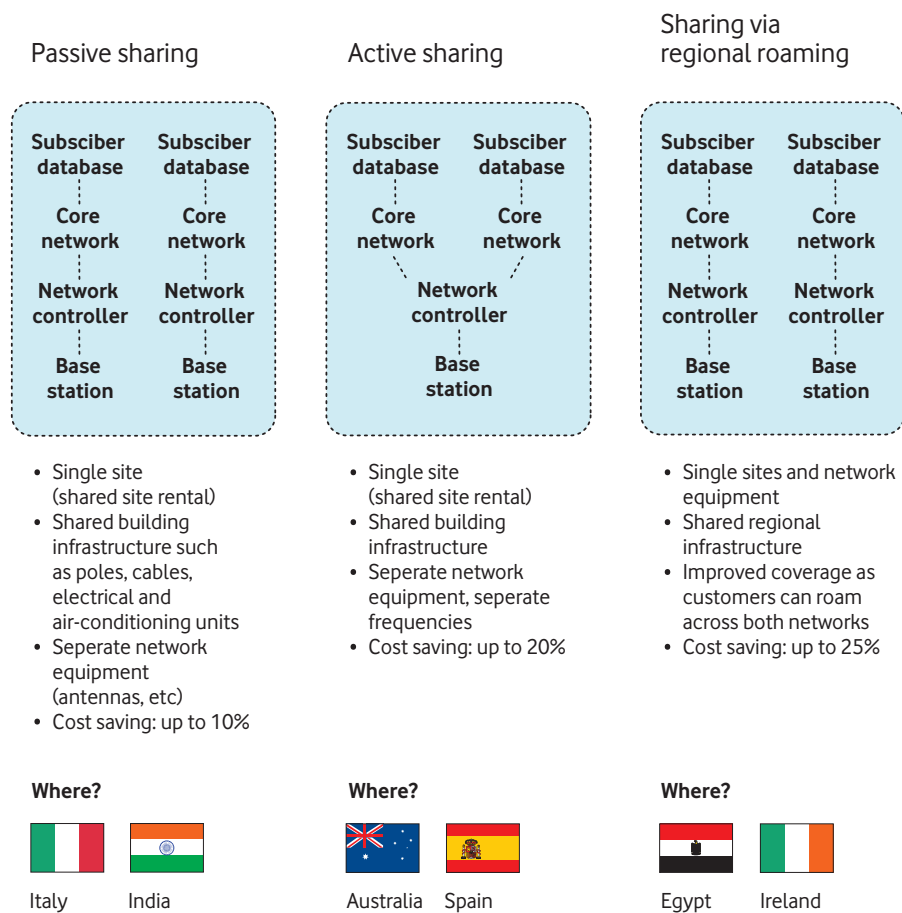 Passive sharing
Subsciber Subsciber
database database
Core Core
network network
Network Network
controller controller
Base Base
station station
• Single site
(shared site rental)
• Shared building
infrastructure such
as poles, cables,
electrical and
air-conditioning units
• Seperate network
equipment
(antennas, etc)
• Cost saving: up to 10%
Where?
Italy India
Active sharing
Subsciber Subsciber
database database
Core Core
network network
Network
controller
Base
station
• Single site
(shared site rental)
• Shared building
infrastructure
• Seperate network
equipment, seperate
frequencies
• Cost saving: up to 20%
Where?
Australia Spain
Sharing via
regional roaming
Subsciber Subsciber
database database
Core Core
network network
Network Network
controller controller
Base Base
station station
• Single sites and network
equipment
• Shared regional
infrastructure
• Improved coverage as
customers can roam
across both networks
• Cost saving: up to 25%
Where?
Egypt Ireland